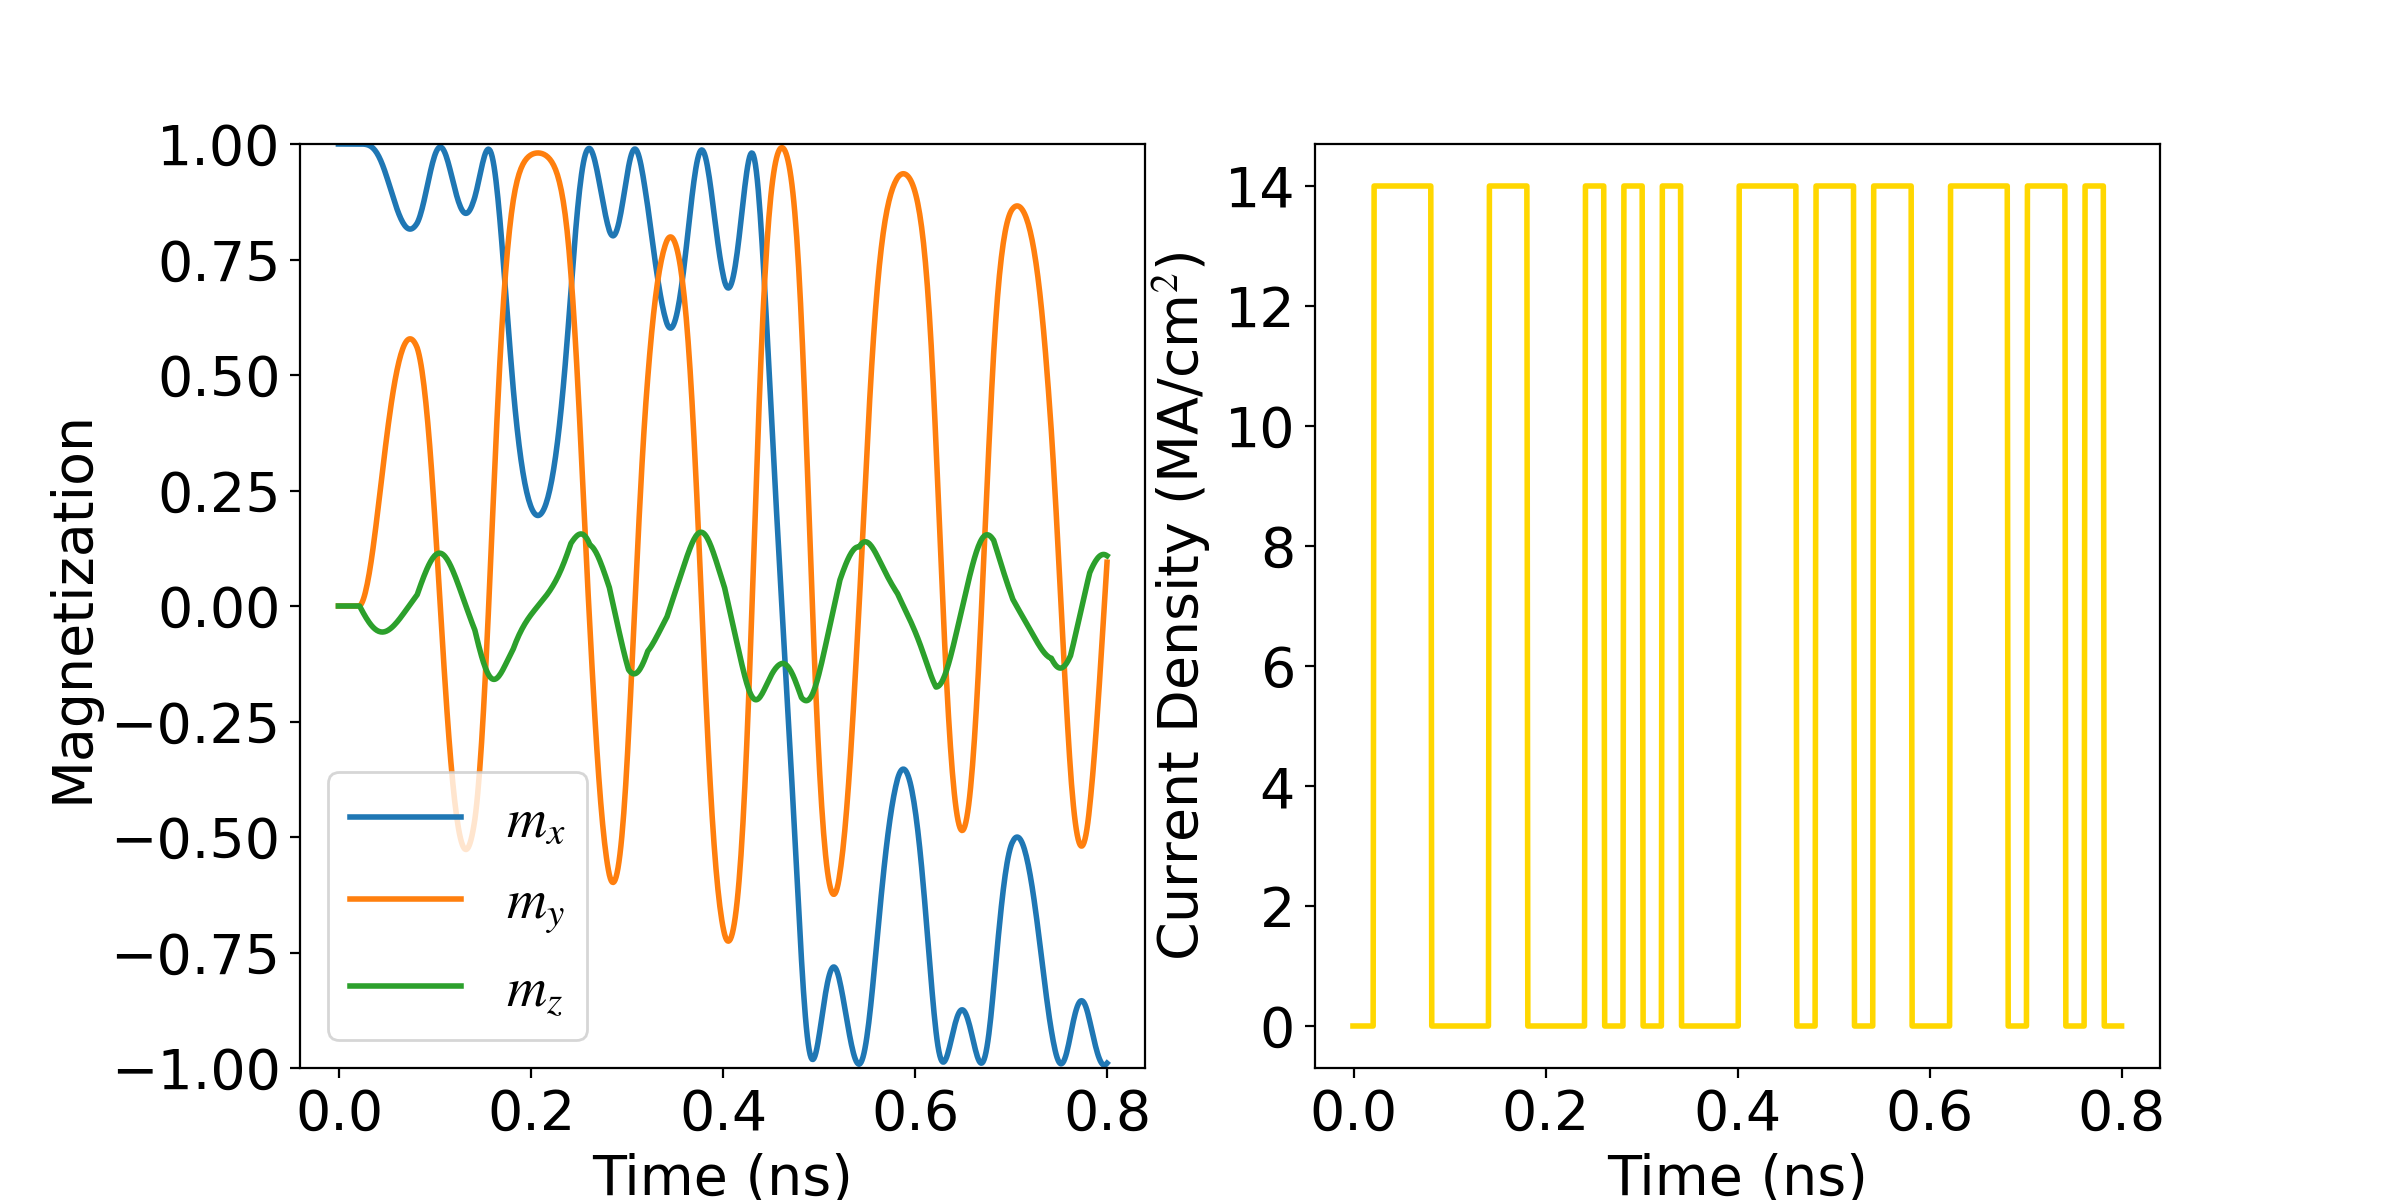 1.00
0.75
0.50
0.25
0.00
−0.25
−0.50
−0.75
−1.00
Magnetization
m_x
m_y
m_z
0.0 0.2 0.4 0.6 0.8
Time (ns)
14
12
10
8
6
4
2
0
Current Density (MA/cm²)
0.0 0.2 0.4 0.6 0.8
Time (ns)